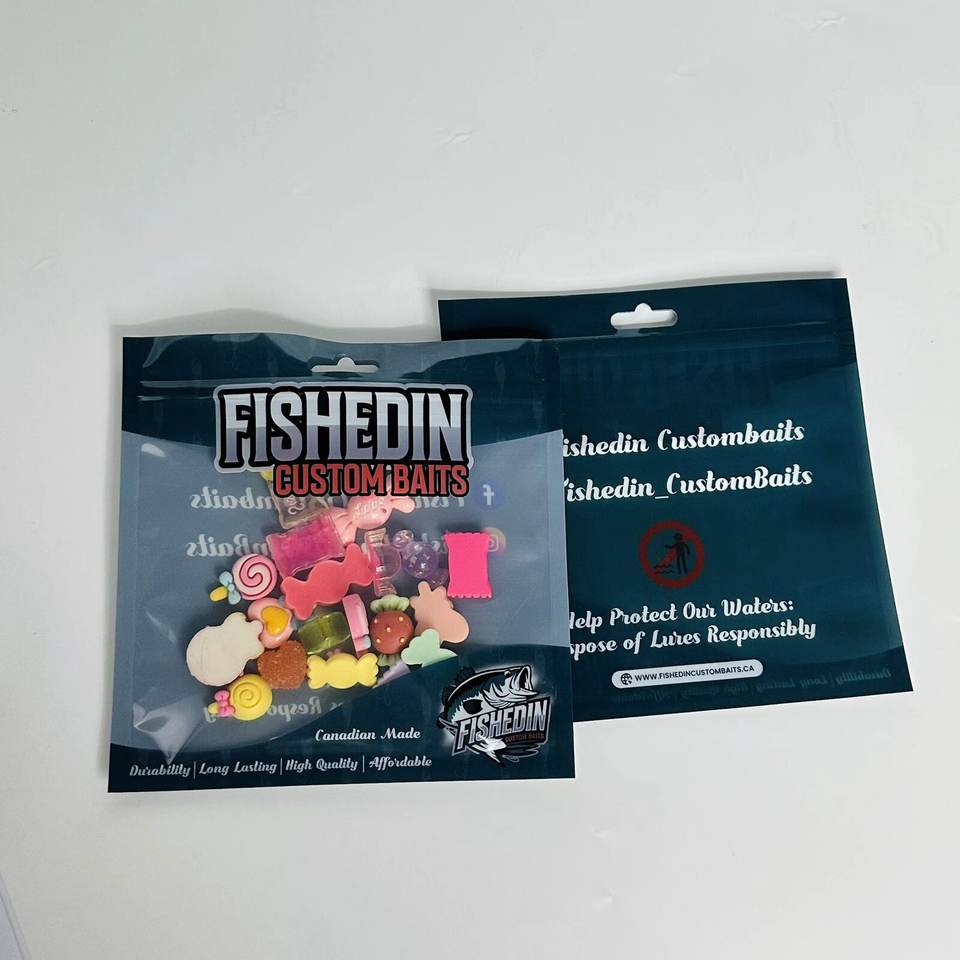 FISHEDIN
CUSTOM BAITS
Canadian Made
Durability | Long Lasting | High Quality | Affordable
FISHEDIN
CUSTOM BAITS
ishedin Custombaits
ishedin_CustomBaits
Help Protect Our Waters:
spose of Lures Responsibly
WWW.FISHEDINCUSTOMBAITS.CA